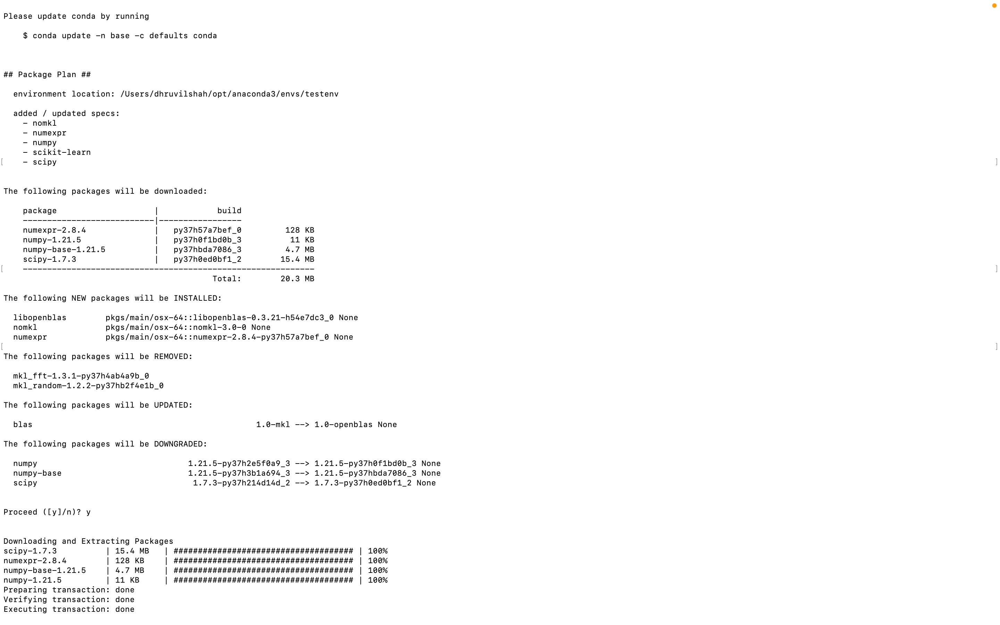 Please update conda by running
$ conda update -n base -c defaults conda
## Package Plan ##
environment location: /Users/dhruvilshah/opt/anaconda3/envs/testenv
added / updated specs:
- nomkl
- numexpr
- numpy
- scikit-learn
[ - scipy ]
The following packages will be downloaded:
package | build
---------------------------|-----------------
numexpr-2.8.4 | py37h57a7bef_0 128 KB
numpy-1.21.5 | py37h0f1bd0b_3 11 KB
numpy-base-1.21.5 | py37hbda7086_3 4.7 MB
scipy-1.7.3 | py37h0ed0bf1_2 15.4 MB
[ ------------------------------------------------------------ ]
Total: 20.3 MB
The following NEW packages will be INSTALLED:
libopenblas pkgs/main/osx-64::libopenblas-0.3.21-h54e7dc3_0 None
nomkl pkgs/main/osx-64::nomkl-3.0-0 None
numexpr pkgs/main/osx-64::numexpr-2.8.4-py37h57a7bef_0 None
[ ]
The following packages will be REMOVED:
mkl_fft-1.3.1-py37h4ab4a9b_0
mkl_random-1.2.2-py37hb2f4e1b_0
The following packages will be UPDATED:
blas 1.0-mkl --> 1.0-openblas None
The following packages will be DOWNGRADED:
numpy 1.21.5-py37h2e5f0a9_3 --> 1.21.5-py37h0f1bd0b_3 None
numpy-base 1.21.5-py37h3b1a694_3 --> 1.21.5-py37hbda7086_3 None
scipy 1.7.3-py37h214d14d_2 --> 1.7.3-py37h0ed0bf1_2 None
Proceed ([y]/n)? y
Downloading and Extracting Packages
scipy-1.7.3 | 15.4 MB | ##################################### | 100%
numexpr-2.8.4 | 128 KB | ##################################### | 100%
numpy-base-1.21.5 | 4.7 MB | ##################################### | 100%
numpy-1.21.5 | 11 KB | ##################################### | 100%
Preparing transaction: done
Verifying transaction: done
Executing transaction: done